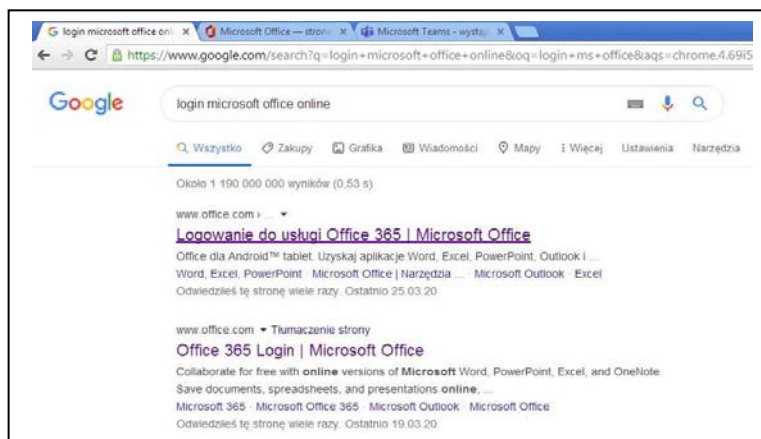 login microsoft office onl
Microsoft Office — stron
Microsoft Teams - wystąp
https://www.google.com/search?q=login+microsoft+office+online&oq=login+ms+office&aqs=chrome.4.69i5
Google
login microsoft office online
Wszystko Zakupy Grafika Wiadomości Mapy Więcej Ustawienia Narzędzia
Około 1 190 000 000 wyników (0,53 s)
www.office.com › ...
Logowanie do usługi Office 365 | Microsoft Office
Office dla Android™ tablet. Uzyskaj aplikacje Word, Excel, PowerPoint, Outlook i ...
Word, Excel, PowerPoint · Microsoft Office | Narzędzia ... · Microsoft Outlook · Excel
Odwiedziłeś tę stronę wiele razy. Ostatnio 25.03.20
www.office.com Tłumaczenie strony
Office 365 Login | Microsoft Office
Collaborate for free with online versions of Microsoft Word, PowerPoint, Excel, and OneNote.
Save documents, spreadsheets, and presentations online, ...
Microsoft 365 · Microsoft Office 365 · Microsoft Outlook · Microsoft Office
Odwiedziłeś tę stronę wiele razy. Ostatnio 19.03.20